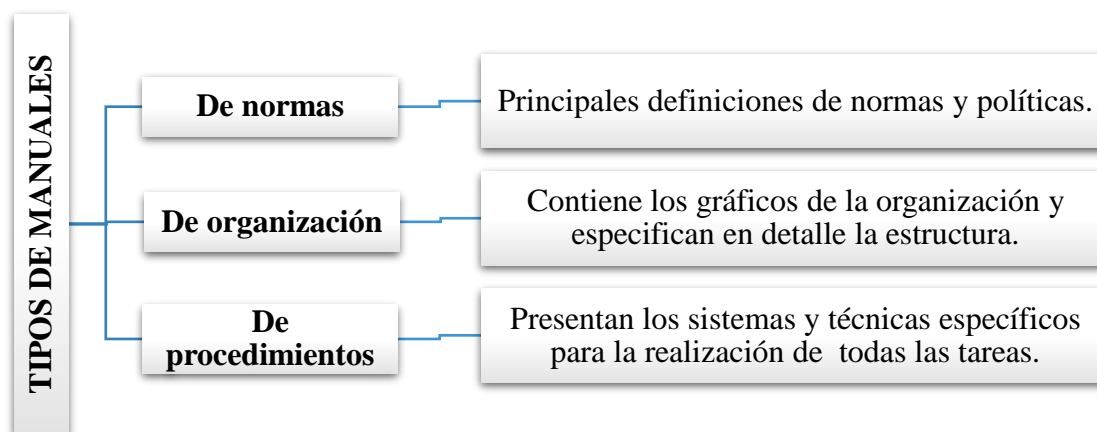 TIPOS DE MANUALES
De normas
Principales definiciones de normas y políticas.
De organización
Contiene los gráficos de la organización y
especifican en detalle la estructura.
De
procedimientos
Presentan los sistemas y técnicas específicos
para la realización de todas las tareas.